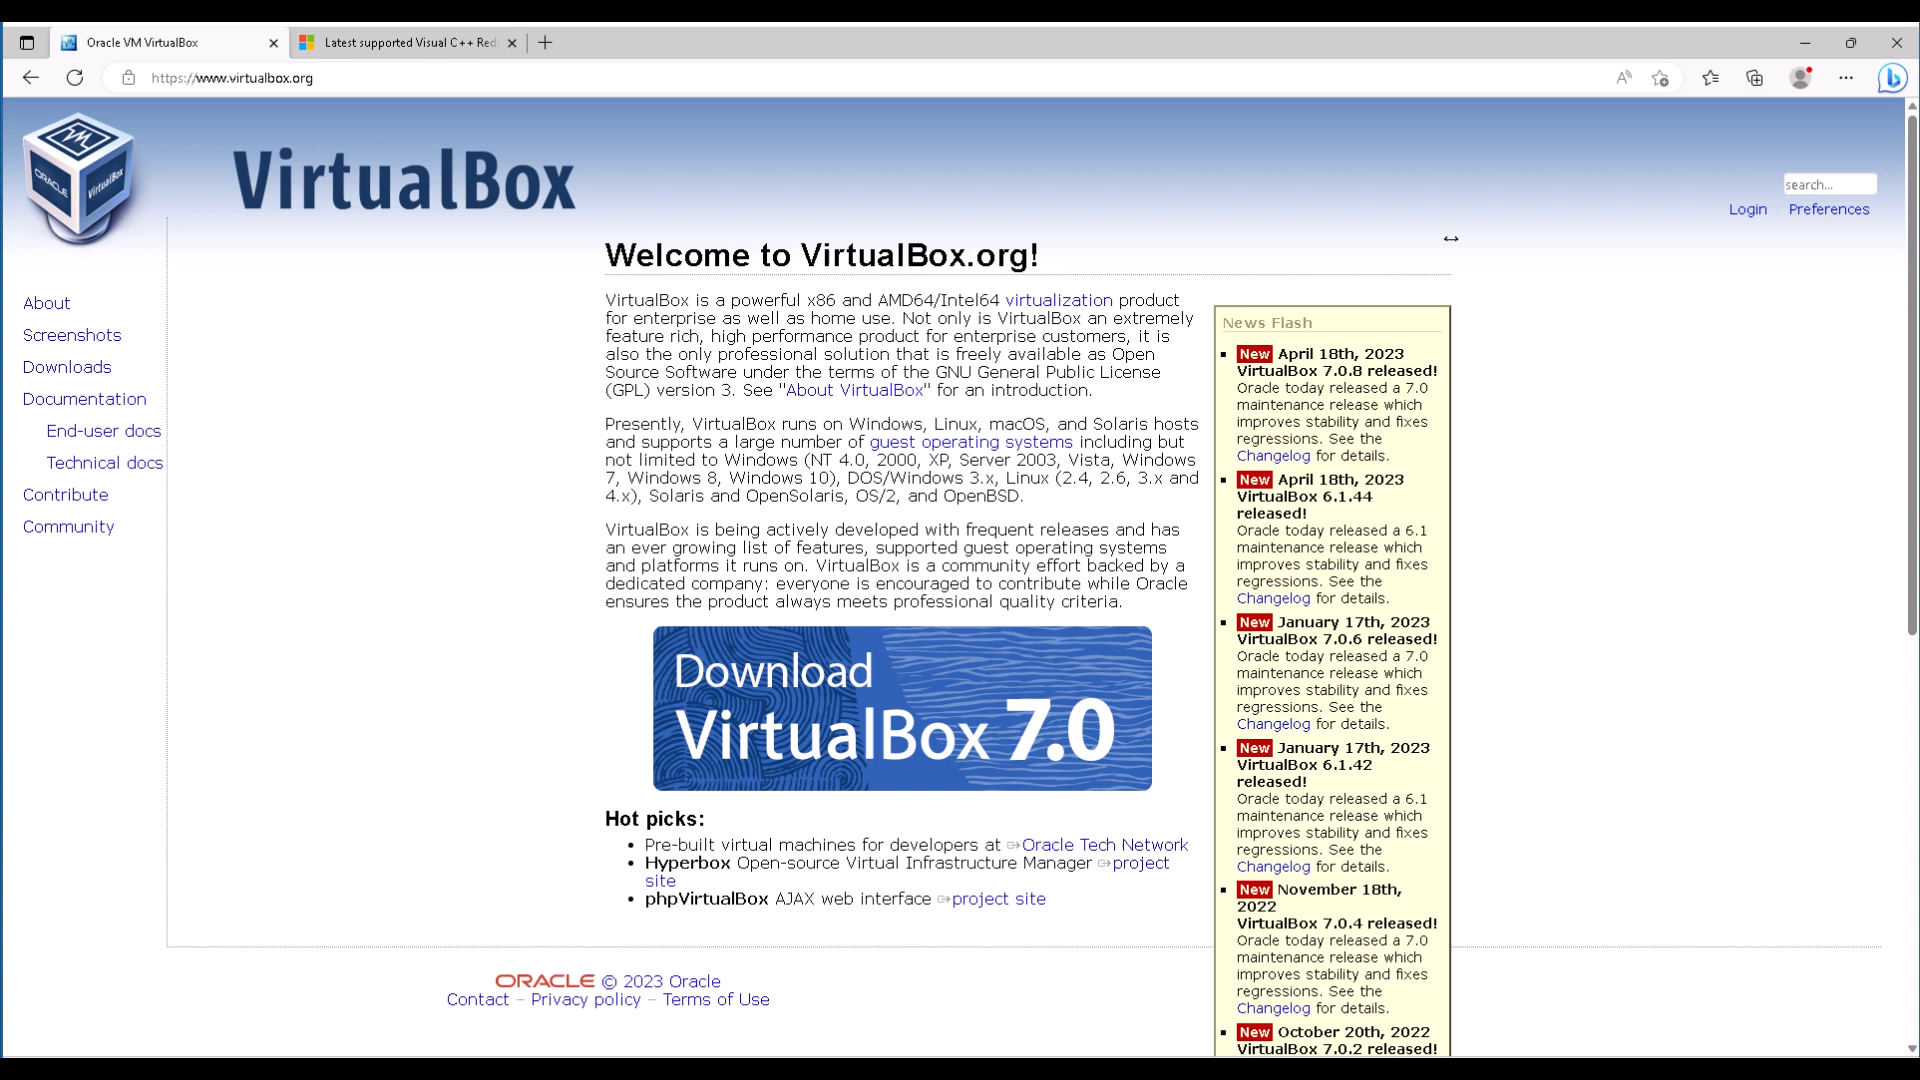 Oracle VM VirtualBox
Latest supported Visual C++ Red
https://www.virtualbox.org
ORACLE
VirtualBox
VirtualBox
search...
Login
Preferences
About
Screenshots
Downloads
Documentation
End-user docs
Technical docs
Contribute
Community
Welcome to VirtualBox.org!
VirtualBox is a powerful x86 and AMD64/Intel64 virtualization product
for enterprise as well as home use. Not only is VirtualBox an extremely
feature rich, high performance product for enterprise customers, it is
also the only professional solution that is freely available as Open
Source Software under the terms of the GNU General Public License
(GPL) version 3. See "About VirtualBox" for an introduction.
Presently, VirtualBox runs on Windows, Linux, macOS, and Solaris hosts
and supports a large number of guest operating systems including but
not limited to Windows (NT 4.0, 2000, XP, Server 2003, Vista, Windows
7, Windows 8, Windows 10), DOS/Windows 3.x, Linux (2.4, 2.6, 3.x and
4.x), Solaris and OpenSolaris, OS/2, and OpenBSD.
VirtualBox is being actively developed with frequent releases and has
an ever growing list of features, supported guest operating systems
and platforms it runs on. VirtualBox is a community effort backed by a
dedicated company: everyone is encouraged to contribute while Oracle
ensures the product always meets professional quality criteria.
Download
VirtualBox 7.0
Hot picks:
Pre-built virtual machines for developers at Oracle Tech Network
Hyperbox Open-source Virtual Infrastructure Manager project
site
phpVirtualBox AJAX web interface project site
News Flash
New April 18th, 2023
VirtualBox 7.0.8 released!
Oracle today released a 7.0
maintenance release which
improves stability and fixes
regressions. See the
Changelog for details.
New April 18th, 2023
VirtualBox 6.1.44
released!
Oracle today released a 6.1
maintenance release which
improves stability and fixes
regressions. See the
Changelog for details.
New January 17th, 2023
VirtualBox 7.0.6 released!
Oracle today released a 7.0
maintenance release which
improves stability and fixes
regressions. See the
Changelog for details.
New January 17th, 2023
VirtualBox 6.1.42
released!
Oracle today released a 6.1
maintenance release which
improves stability and fixes
regressions. See the
Changelog for details.
New November 18th,
2022
VirtualBox 7.0.4 released!
Oracle today released a 7.0
maintenance release which
improves stability and fixes
regressions. See the
Changelog for details.
New October 20th, 2022
VirtualBox 7.0.2 released!
ORACLE © 2023 Oracle
Contact – Privacy policy – Terms of Use